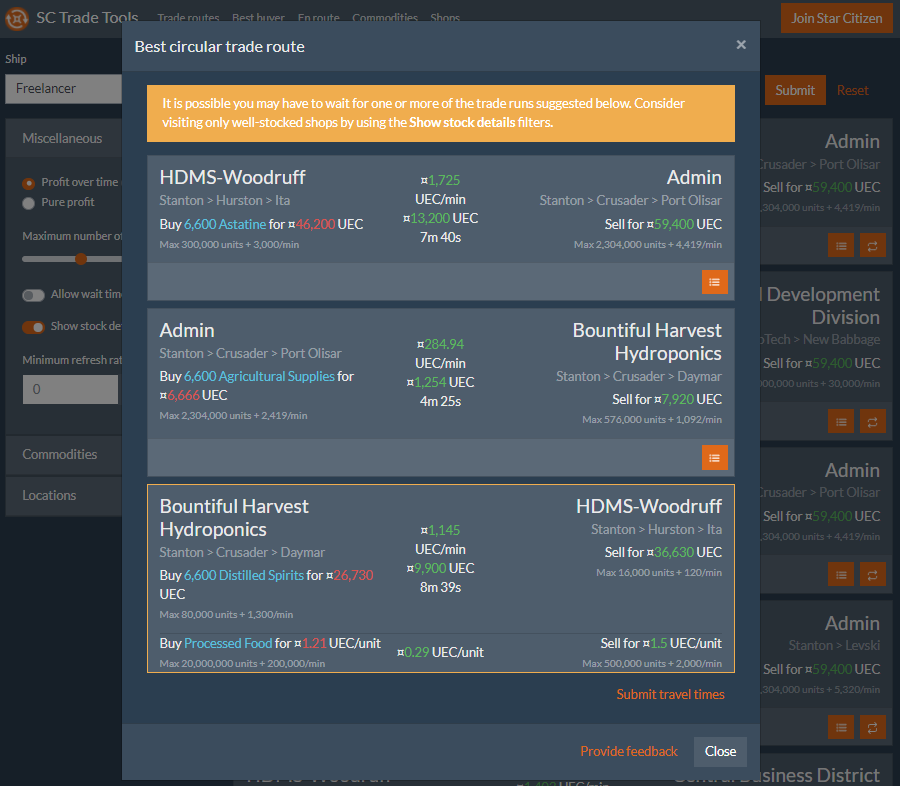 SC Trade Tools
Trade routes Best buyer En route Commodities Shops
Join Star Citizen
Ship
Freelancer
Submit Reset
Miscellaneous
Profit over time
Pure profit
Maximum number of
Allow wait time
Show stock
Minimum refresh
0
Commodities
Locations
Best circular trade route
×
It is possible you may have to wait for one or more of the trade runs suggested below. Consider
visiting only well-stocked shops by using the Show stock details filters.
HDMS-Woodruff
Stanton > Hurston > Ita
Buy 6,600 Astatine for ¤46,200 UEC
Max 300,000 units + 3,000/min
¤1,725
UEC/min
¤13,200 UEC
7m 40s
Admin
Stanton > Crusader > Port Olisar
Sell for ¤59,400 UEC
Max 2,304,000 units + 4,419/min
Admin
Stanton > Crusader > Port Olisar
Buy 6,600 Agricultural Supplies for
¤6,666 UEC
Max 2,304,000 units + 2,419/min
¤284.94
UEC/min
¤1,254 UEC
4m 25s
Bountiful Harvest
Hydroponics
Stanton > Crusader > Daymar
Sell for ¤7,920 UEC
Max 576,000 units + 1,092/min
Bountiful Harvest
Hydroponics
Stanton > Crusader > Daymar
Buy 6,600 Distilled Spirits for ¤26,730
UEC
Max 80,000 units + 1,300/min
¤1,145
UEC/min
¤9,900 UEC
8m 39s
HDMS-Woodruff
Stanton > Hurston > Ita
Sell for ¤36,630 UEC
Max 16,000 units + 120/min
Buy Processed Food for ¤1.21 UEC/unit
Max 20,000,000 units + 200,000/min
¤0.29 UEC/unit
Sell for ¤1.5 UEC/unit
Max 500,000 units + 2,000/min
Submit travel times
Provide feedback
Close
Admin
Crusader > Port Olisar
Sell for ¤59,400 UEC
,304,000 units + 4,419/min
Development
Division
> New Babbage
Sell for ¤59,400 UEC
000,000 units + 30,000/min
Admin
Crusader > Port Olisar
Sell for ¤59,400 UEC
,304,000 units + 4,419/min
Admin
Stanton > Levski
Sell for ¤59,400 UEC
,304,000 units + 5,320/min
HDMS-Woodruff
Central Business District